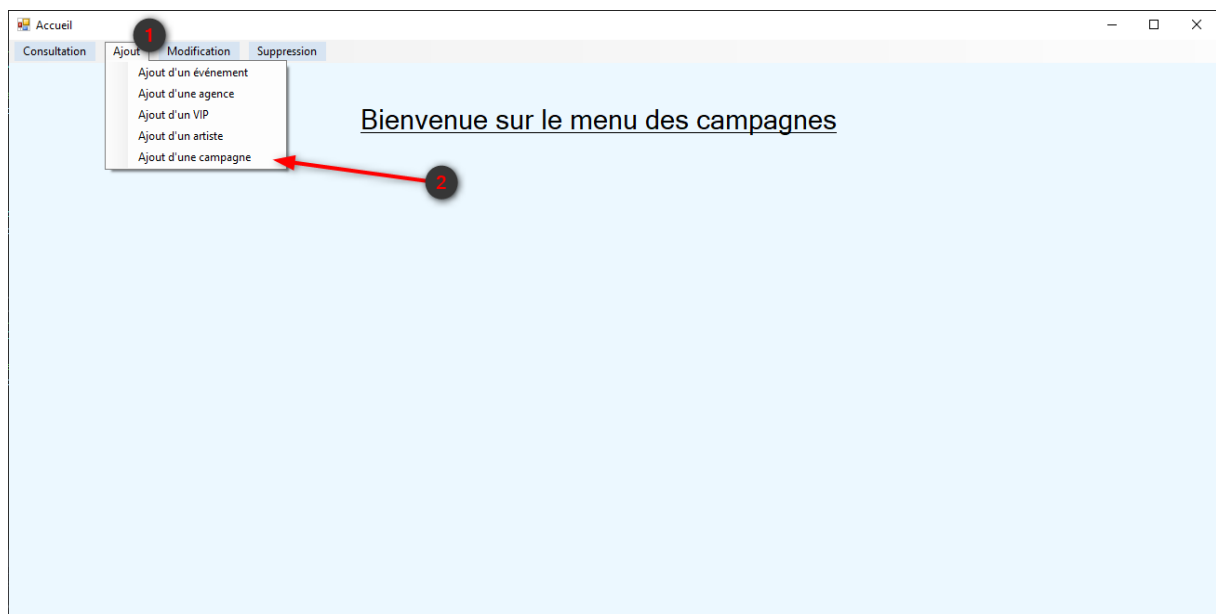 Accueil
1
Consultation Ajout Modification Suppression
Ajout d'un événement
Ajout d'une agence
Ajout d'un VIP
Ajout d'un artiste
Ajout d'une campagne
Bienvenue sur le menu des campagnes
2